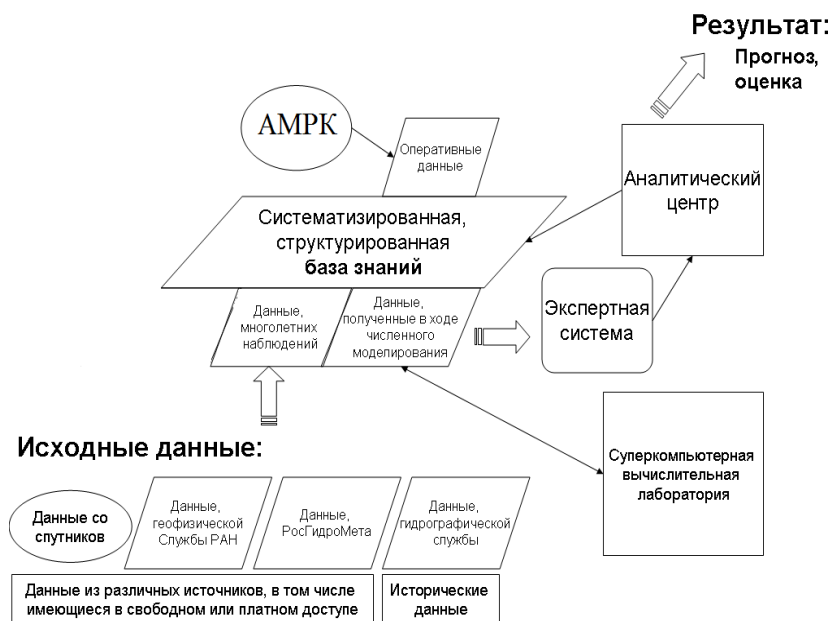 Результат:
Прогноз,
оценка
АМРК
Оперативные
данные
Аналитический
центр
Систематизированная,
структурированная
база знаний
Данные,
многолетних
наблюдений
Данные,
полученные в ходе
численного
моделирования
Экспертная
система
Исходные данные:
Суперкомпьютерная
вычислительная
лаборатория
Данные со
спутников
Данные,
геофизической
Службы РАН
Данные,
РосГидроМета
Данные,
гидрографической
службы
Данные из различных источников, в том числе
имеющиеся в свободном или платном доступе
Исторические
данные